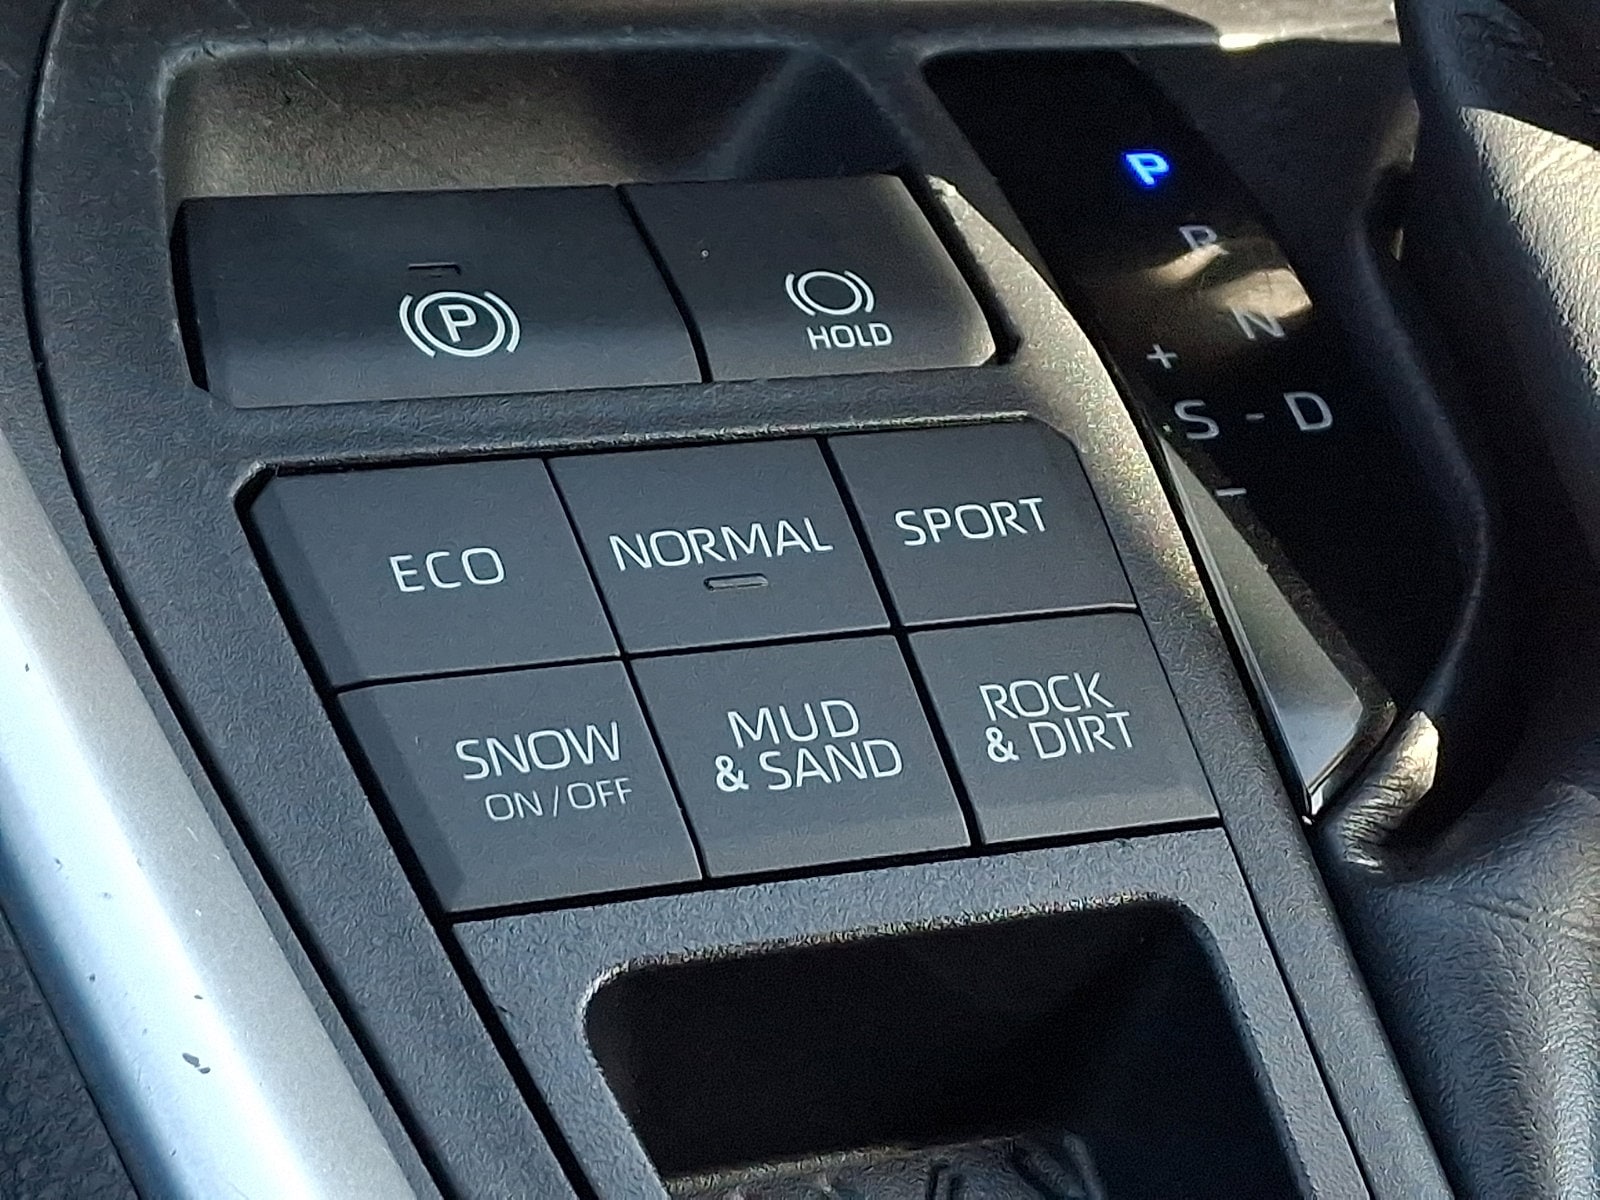 P
R
N
+
S - D
-
P
HOLD
ECO
NORMAL
SPORT
SNOW
ON / OFF
MUD
& SAND
ROCK
& DIRT